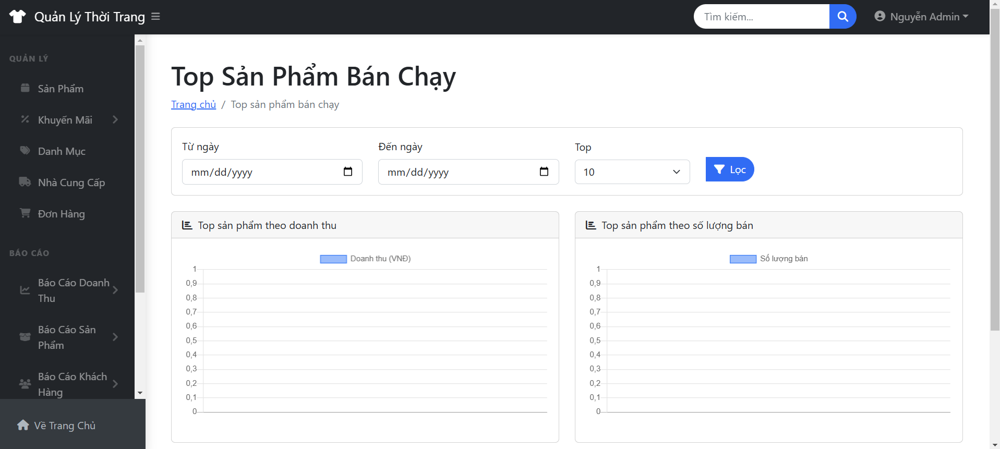 Quản Lý Thời Trang
Tìm kiếm...
Nguyễn Admin
QUẢN LÝ
Sản Phẩm
Khuyến Mãi
Danh Mục
Nhà Cung Cấp
Đơn Hàng
BÁO CÁO
Báo Cáo Doanh
Thu
Báo Cáo Sản
Phẩm
Báo Cáo Khách
Hàng
Về Trang Chủ
Top Sản Phẩm Bán Chạy
Trang chủ / Top sản phẩm bán chạy
Từ ngày
mm/dd/yyyy
Đến ngày
mm/dd/yyyy
Top
10
Lọc
Top sản phẩm theo doanh thu
Doanh thu (VNĐ)
1
0,9
0,8
0,7
0,6
0,5
0,4
0,3
0,2
0,1
0
Top sản phẩm theo số lượng bán
Số lượng bán
1
0,9
0,8
0,7
0,6
0,5
0,4
0,3
0,2
0,1
0